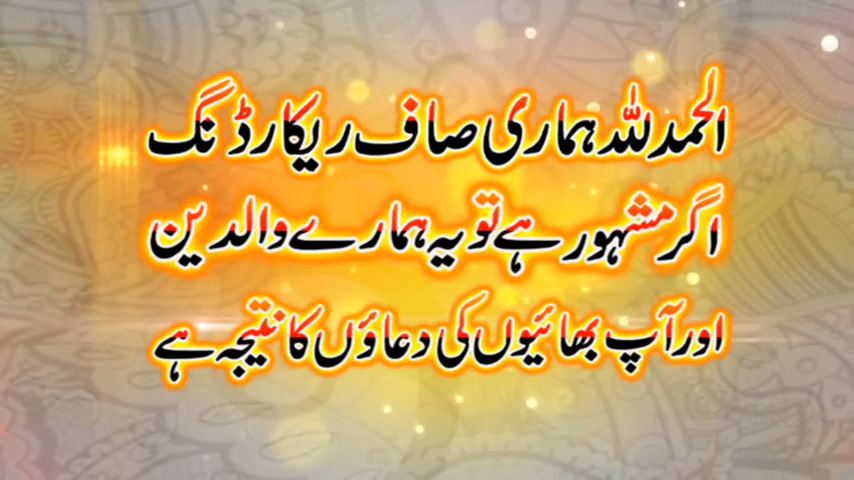 الحمدللہ ہماری صاف ریکارڈنگ
اگر مشہور ہے تو یہ ہمارے والدین
اور آپ بھائیوں کی دعاؤں کا نتیجہ ہے